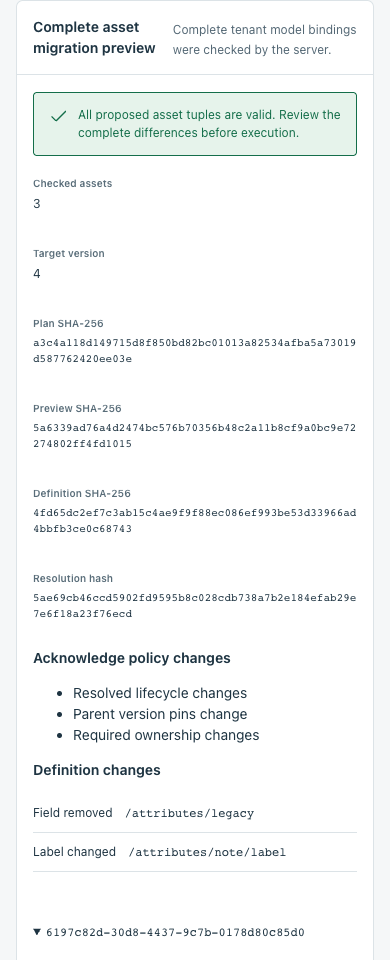 Complete asset
migration preview
Complete tenant model bindings
were checked by the server.
All proposed asset tuples are valid. Review the
complete differences before execution.
Checked assets
3
Target version
4
Plan SHA-256
a3c4a118d149715d8f850bd82bc01013a82534afba5a73019
d587762420ee03e
Preview SHA-256
5a6339ad76a4d2474bc576b70356b48c2a11b8cf9a0bc9e72
274802ff4fd1015
Definition SHA-256
4fd65dc2ef7c3ab15c4ae9f9f88ec086ef993be53d33966ad
4bbfb3ce0c68743
Resolution hash
5ae69cb46ccd5902fd9595b8c028cdb738a7b2e184efab29e
7e6f18a23f76ecd
Acknowledge policy changes
Resolved lifecycle changes
Parent version pins change
Required ownership changes
Definition changes
Field removed /attributes/legacy
Label changed /attributes/note/label
6197c82d-30d8-4437-9c7b-0178d80c85d0